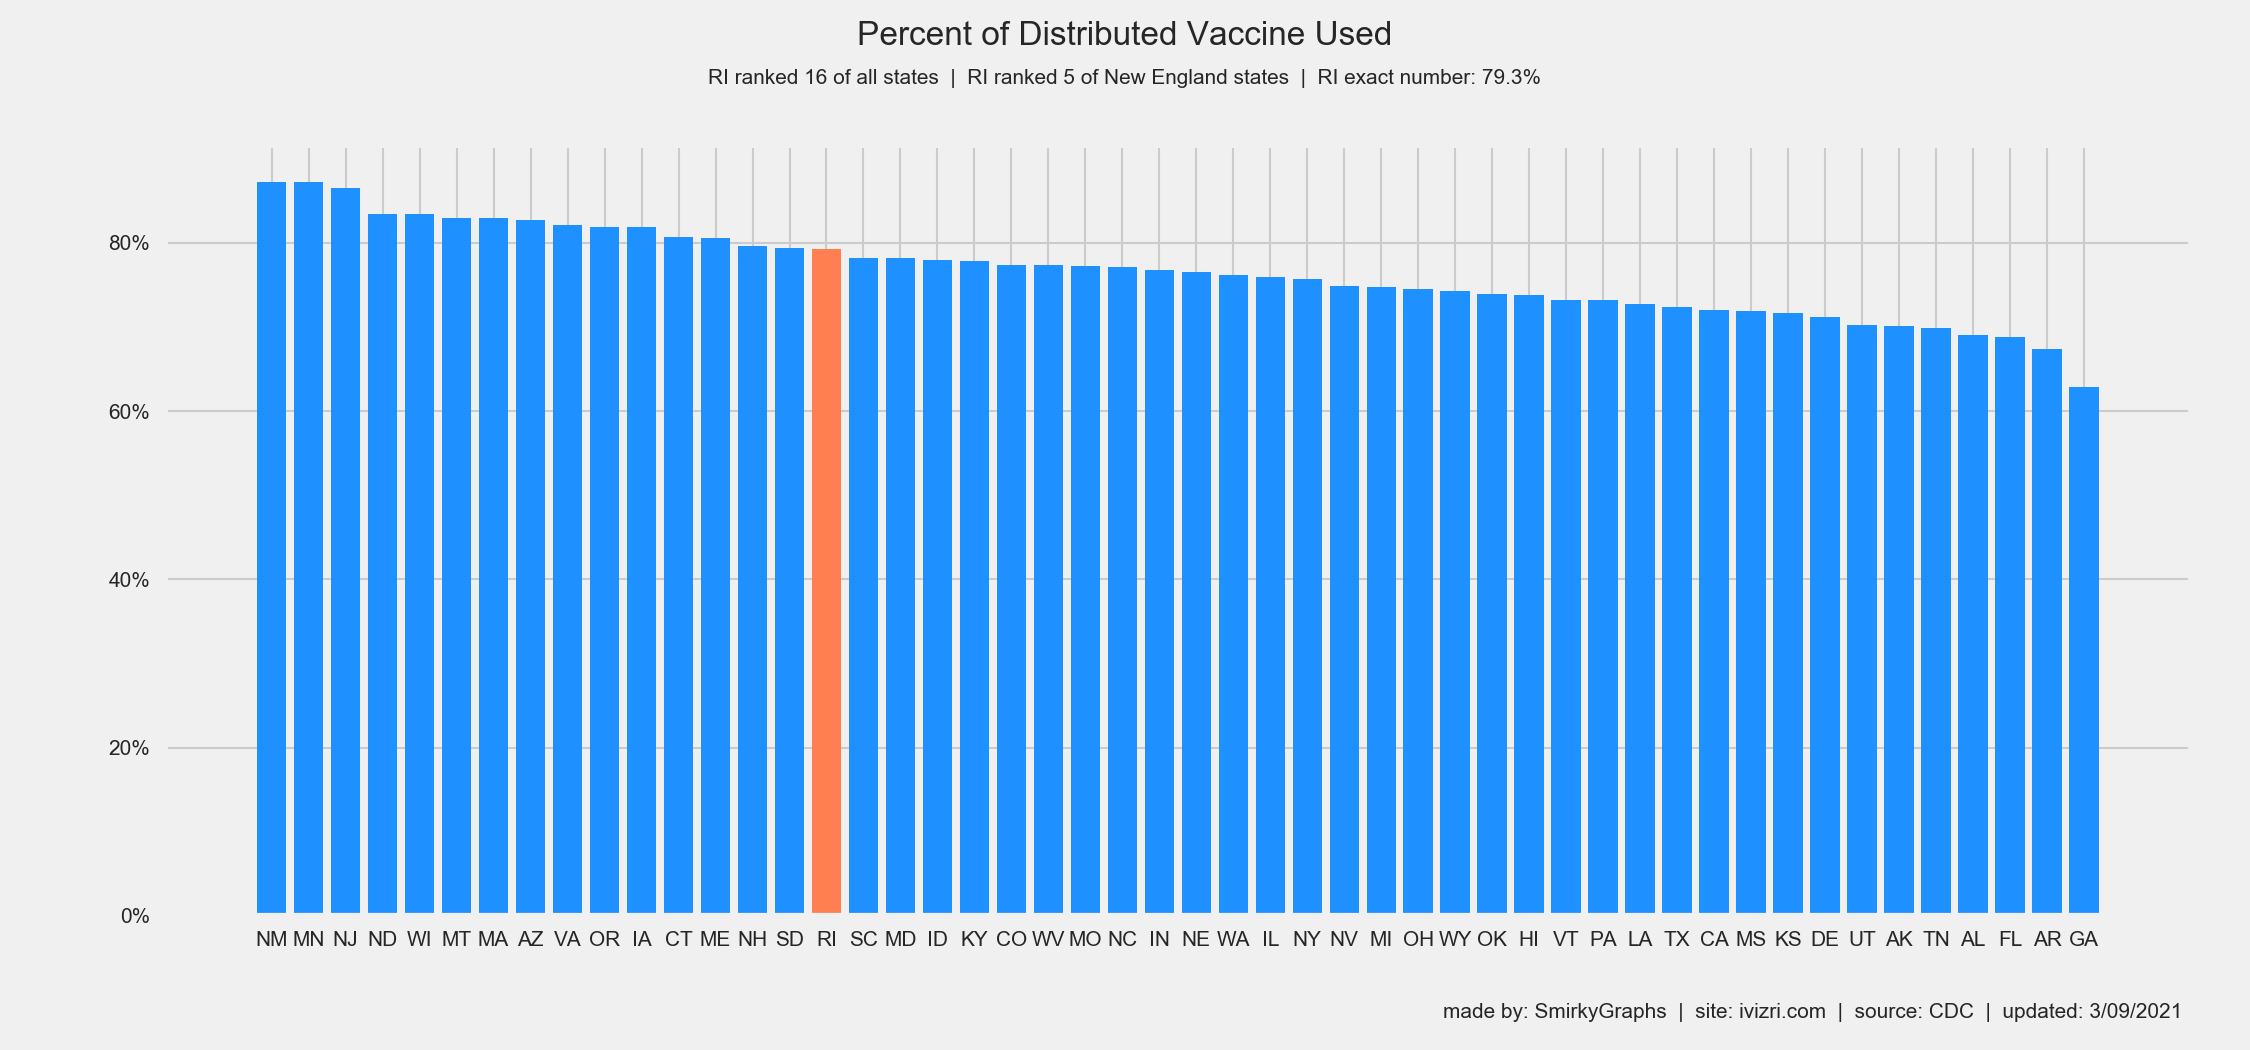 Percent of Distributed Vaccine Used
RI ranked 16 of all states | RI ranked 5 of New England states | RI exact number: 79.3%
80%
60%
40%
20%
0%
NM MN NJ ND WI MT MA AZ VA OR IA CT ME NH SD RI SC MD ID KY CO WV MO NC IN NE WA IL NY NV MI OH WY OK HI VT PA LA TX CA MS KS DE UT AK TN AL FL AR GA
made by: SmirkyGraphs | site: ivizri.com | source: CDC | updated: 3/09/2021